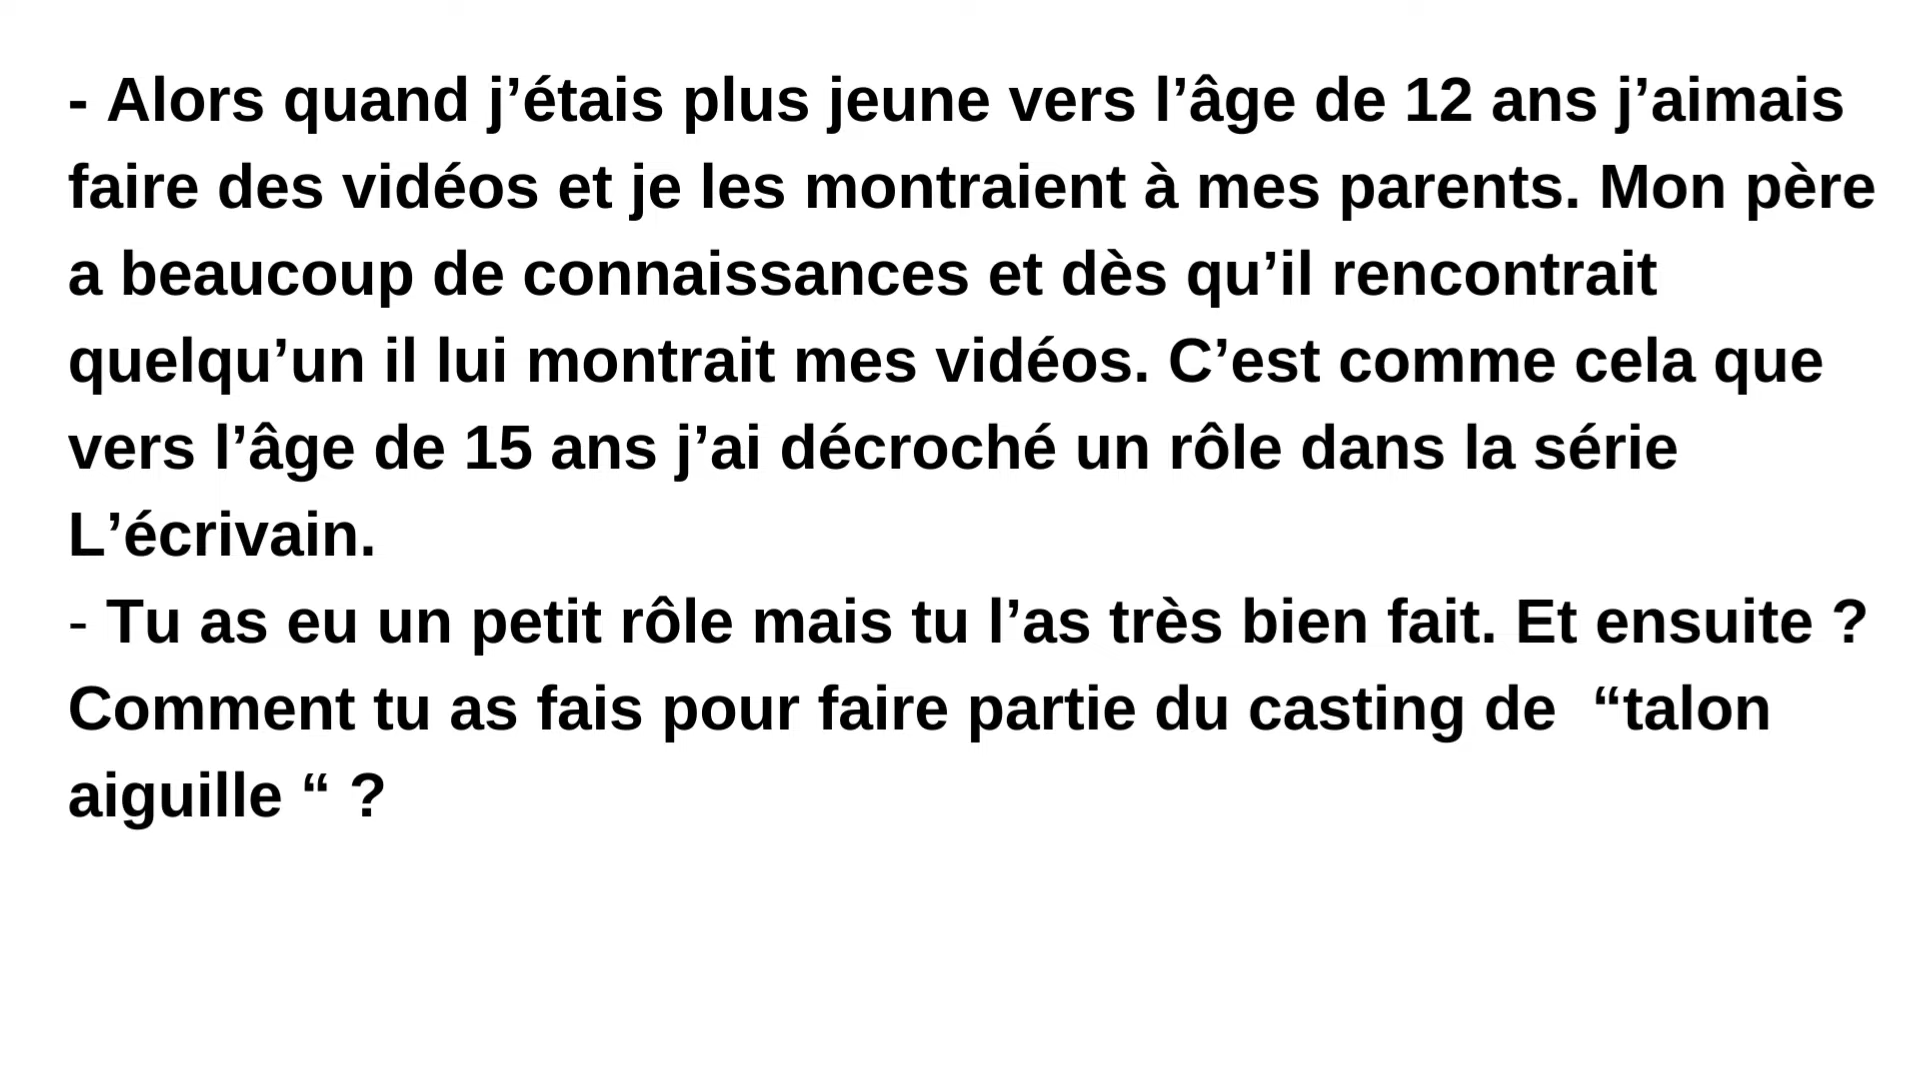 - Alors quand j’étais plus jeune vers l’âge de 12 ans j’aimais
faire des vidéos et je les montraient à mes parents. Mon père
a beaucoup de connaissances et dès qu’il rencontrait
quelqu’un il lui montrait mes vidéos. C’est comme cela que
vers l’âge de 15 ans j’ai décroché un rôle dans la série
L’écrivain.
- Tu as eu un petit rôle mais tu l’as très bien fait. Et ensuite ?
Comment tu as fais pour faire partie du casting de  “talon
aiguille “ ?